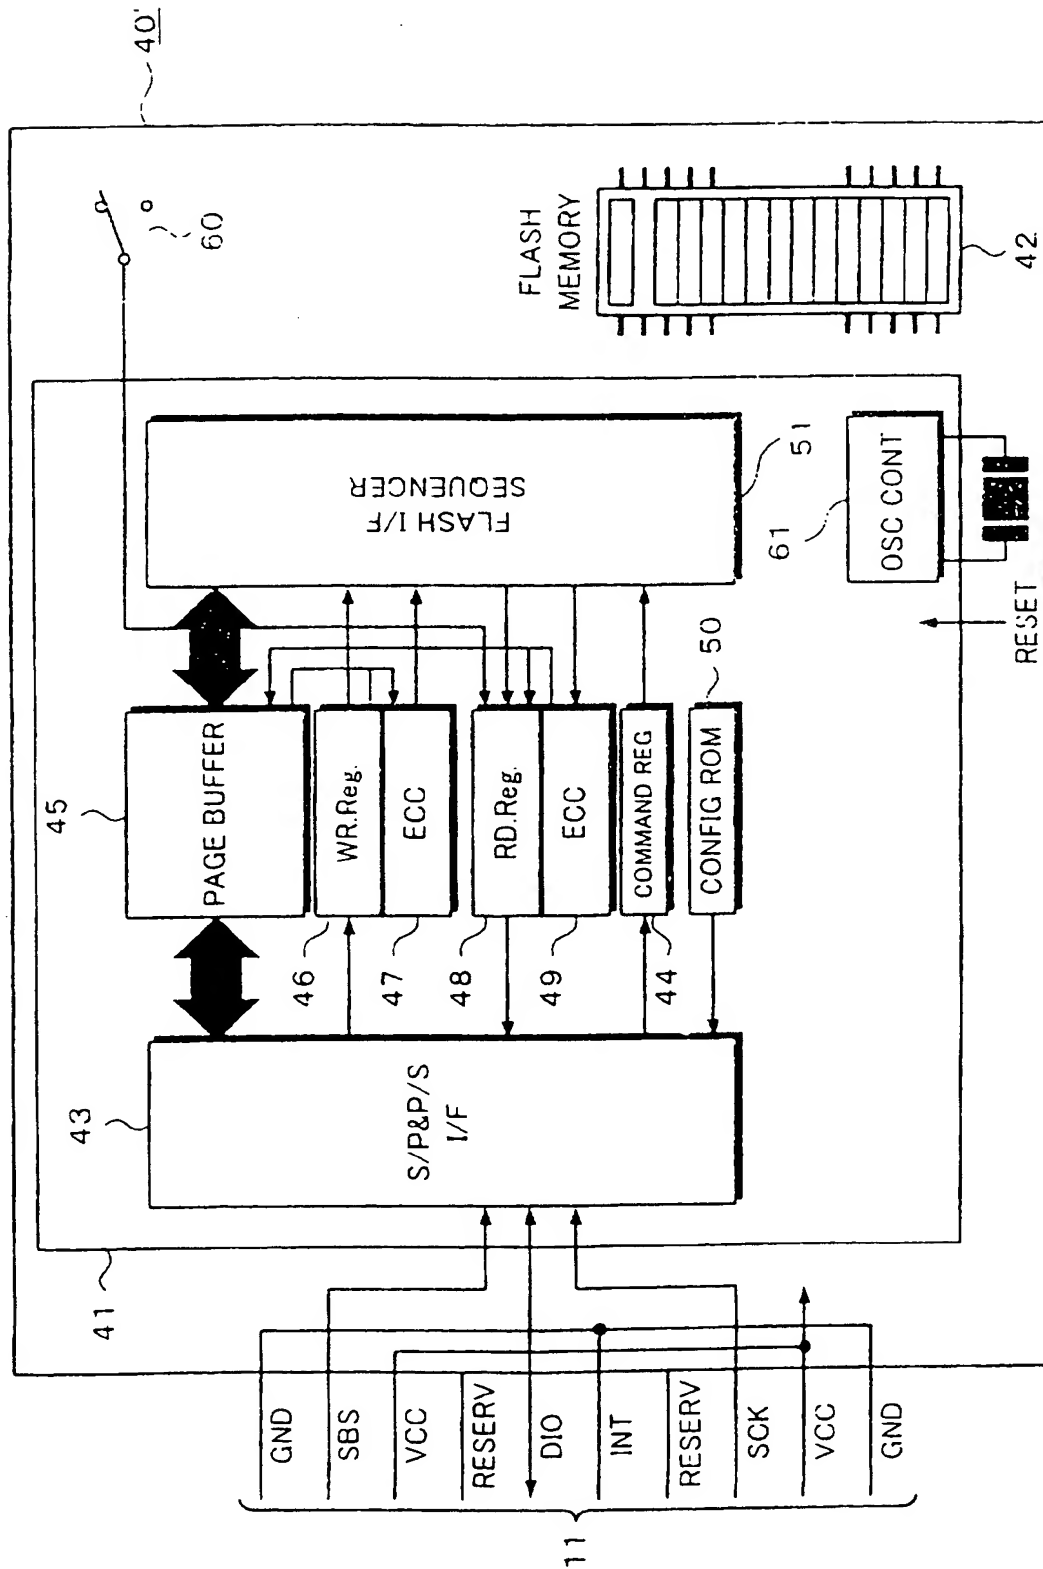 40'
60
FLASH
MEMORY
42
45
PAGE BUFFER
43
S/P&P/S
I/F
46
WR.Reg.
47
ECC
48
RD.Reg.
49
ECC
44
COMMAND REG
50
CONFIG ROM
FLASH I/F
SEQUENCER
51
61
OSC CONT
RESET
41
GND
SBS
VCC
RESERV
DIO
INT
RESERV
SCK
VCC
GND
11